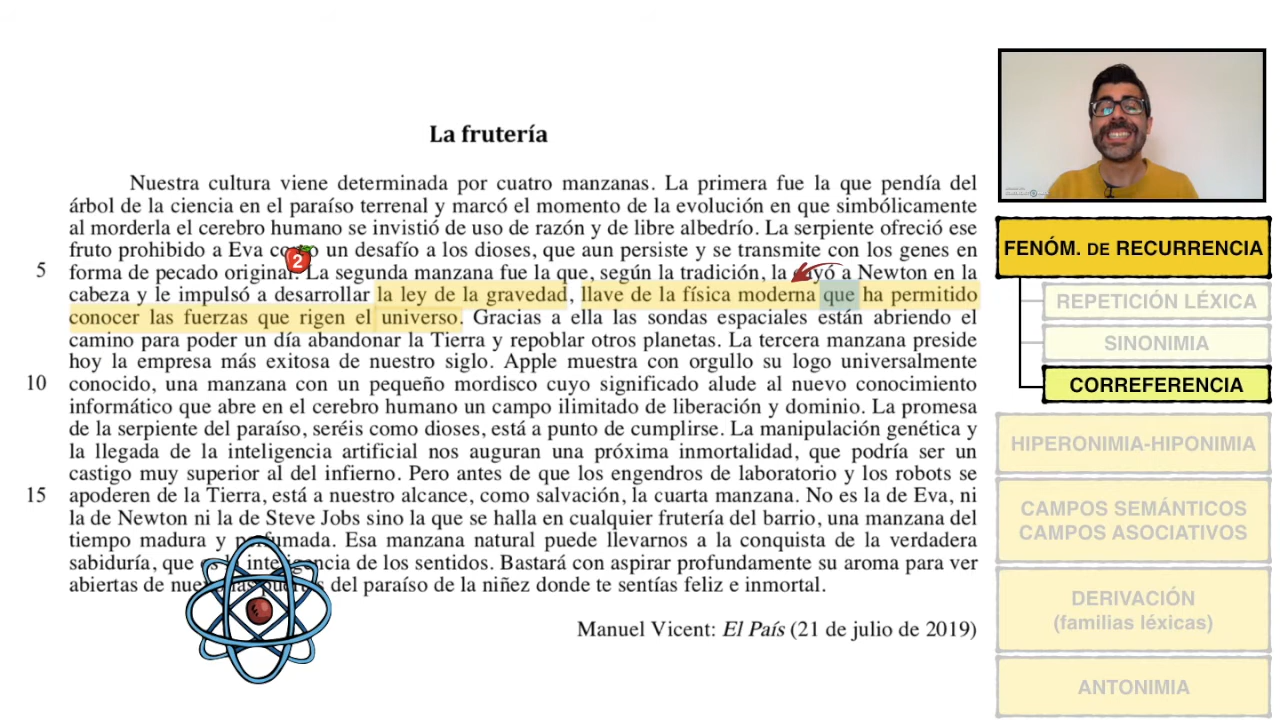 La frutería
Nuestra cultura viene determinada por cuatro manzanas. La primera fue la que pendía del
árbol de la ciencia en el paraíso terrenal y marcó el momento de la evolución en que simbólicamente
al morderla el cerebro humano se invistió de uso de razón y de libre albedrío. La serpiente ofreció ese
fruto prohibido a Eva como un desafío a los dioses, que aun persiste y se transmite con los genes en
5 forma de pecado original. La segunda manzana fue la que, según la tradición, la cayó a Newton en la
2
cabeza y le impulsó a desarrollar la ley de la gravedad, llave de la física moderna que ha permitido
conocer las fuerzas que rigen el universo. Gracias a ella las sondas espaciales están abriendo el
camino para poder un día abandonar la Tierra y repoblar otros planetas. La tercera manzana preside
hoy la empresa más exitosa de nuestro siglo. Apple muestra con orgullo su logo universalmente
10 conocido, una manzana con un pequeño mordisco cuyo significado alude al nuevo conocimiento
informático que abre en el cerebro humano un campo ilimitado de liberación y dominio. La promesa
de la serpiente del paraíso, seréis como dioses, está a punto de cumplirse. La manipulación genética y
la llegada de la inteligencia artificial nos auguran una próxima inmortalidad, que podría ser un
castigo muy superior al del infierno. Pero antes de que los engendros de laboratorio y los robots se
15 apoderen de la Tierra, está a nuestro alcance, como salvación, la cuarta manzana. No es la de Eva, ni
la de Newton ni la de Steve Jobs sino la que se halla en cualquier frutería del barrio, una manzana del
tiempo madura y perfumada. Esa manzana natural puede llevarnos a la conquista de la verdadera
sabiduría, que es la inteligencia de los sentidos. Bastará con aspirar profundamente su aroma para ver
abiertas de nuevo las puertas del paraíso de la niñez donde te sentías feliz e inmortal.
Manuel Vicent: El País (21 de julio de 2019)
FENÓM. DE RECURRENCIA
REPETICIÓN LÉXICA
SINONIMIA
CORREFERENCIA
HIPERONIMIA-HIPONIMIA
CAMPOS SEMÁNTICOS
CAMPOS ASOCIATIVOS
DERIVACIÓN
(familias léxicas)
ANTONIMIA